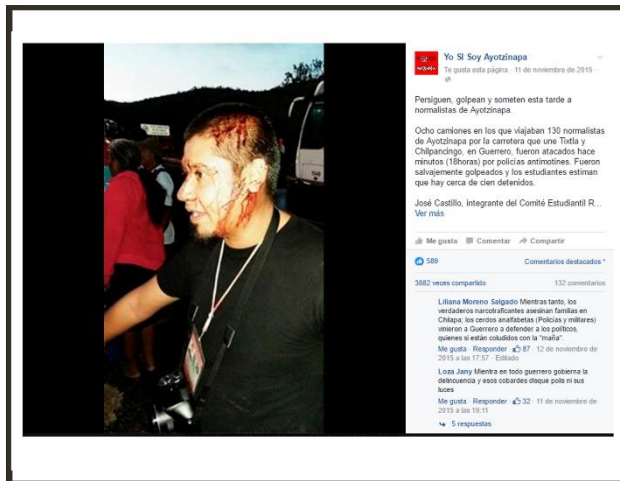 Yo SI Soy Ayotzinapa
Te gusta esta página · 11 de noviembre de 2015 ·
Persiguen, golpean y someten esta tarde a
normalistas de Ayotzinapa.
Ocho camiones en los que viajaban 130 normalistas
de Ayotzinapa por la carretera que une Tixtla y
Chilpancingo, en Guerrero, fueron atacados hace
minutos (18horas) por policías antimotines. Fueron
salvajemente golpeados y los estudiantes estiman
que hay cerca de cien detenidos.
José Castillo, integrante del Comité Estudiantil R...
Ver más
Me gusta Comentar Compartir
589 Comentarios destacados
3882 veces compartido 132 comentarios
Liliana Moreno Salgado Mientras tanto, los
verdaderos narcotraficantes asesinan familias en
Chilapa; los cerdos analfabetas (Policías y militares)
vinieron a Guerrero a defender a los políticos,
quienes si están coludidos con la "maña".
Me gusta · Responder · 87 · 12 de noviembre de
2015 a las 17:57 · Editado
Loza Jany Mientra en todo guerrero gobierna la
delincuencia y esos cobardes disque polis ni sus
luces
Me gusta · Responder · 32 · 11 de noviembre de
2015 a las 19:11
5 respuestas